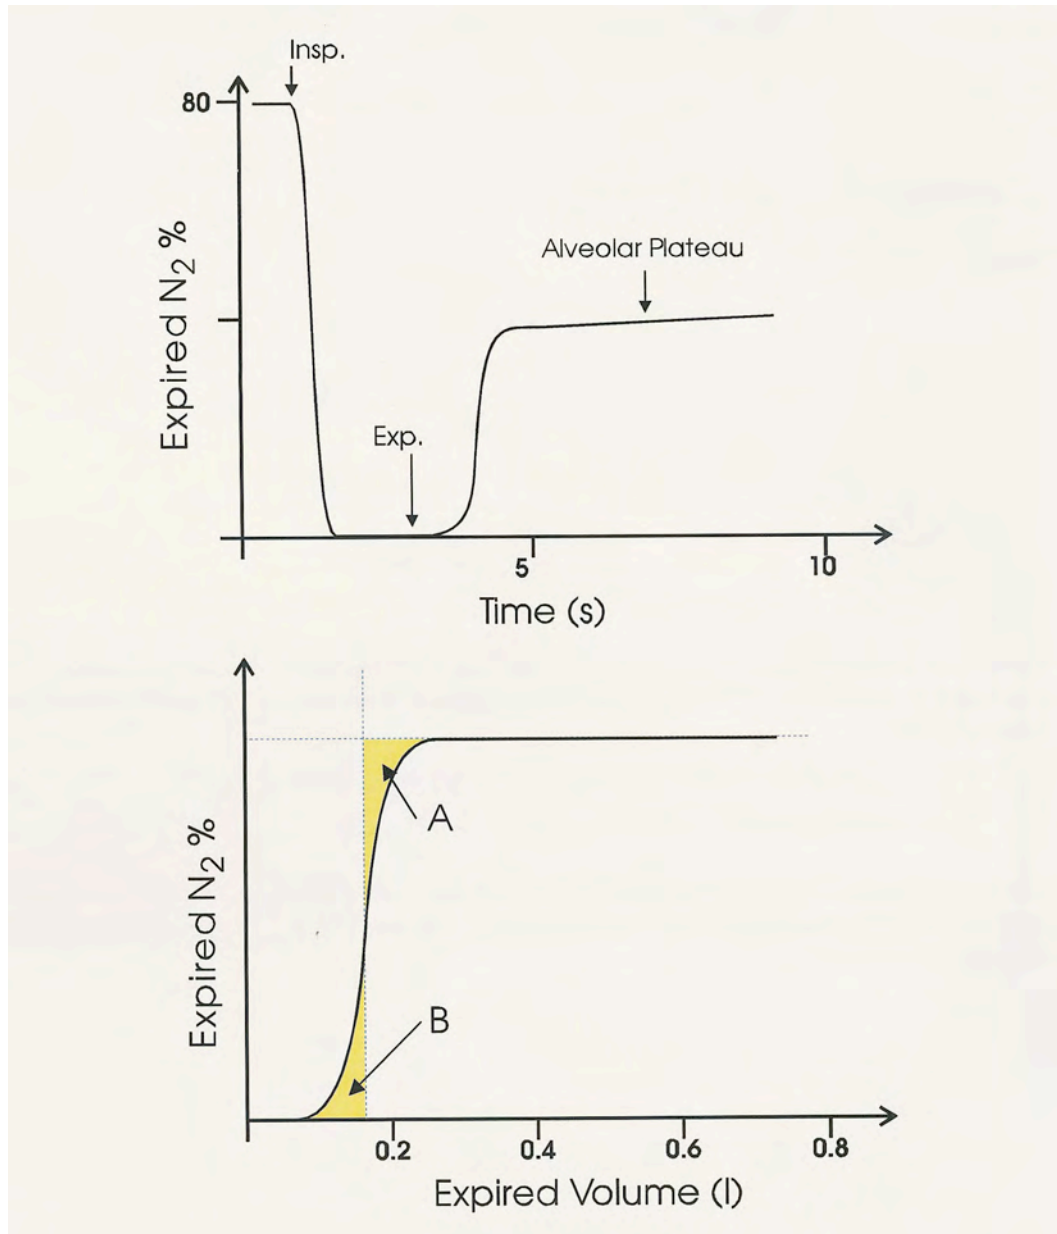 Insp.
80
Expired N2 %
Alveolar Plateau
Exp.
5
10
Time (s)
Expired N2 %
A
B
0.2
0.4
0.6
0.8
Expired Volume (l)